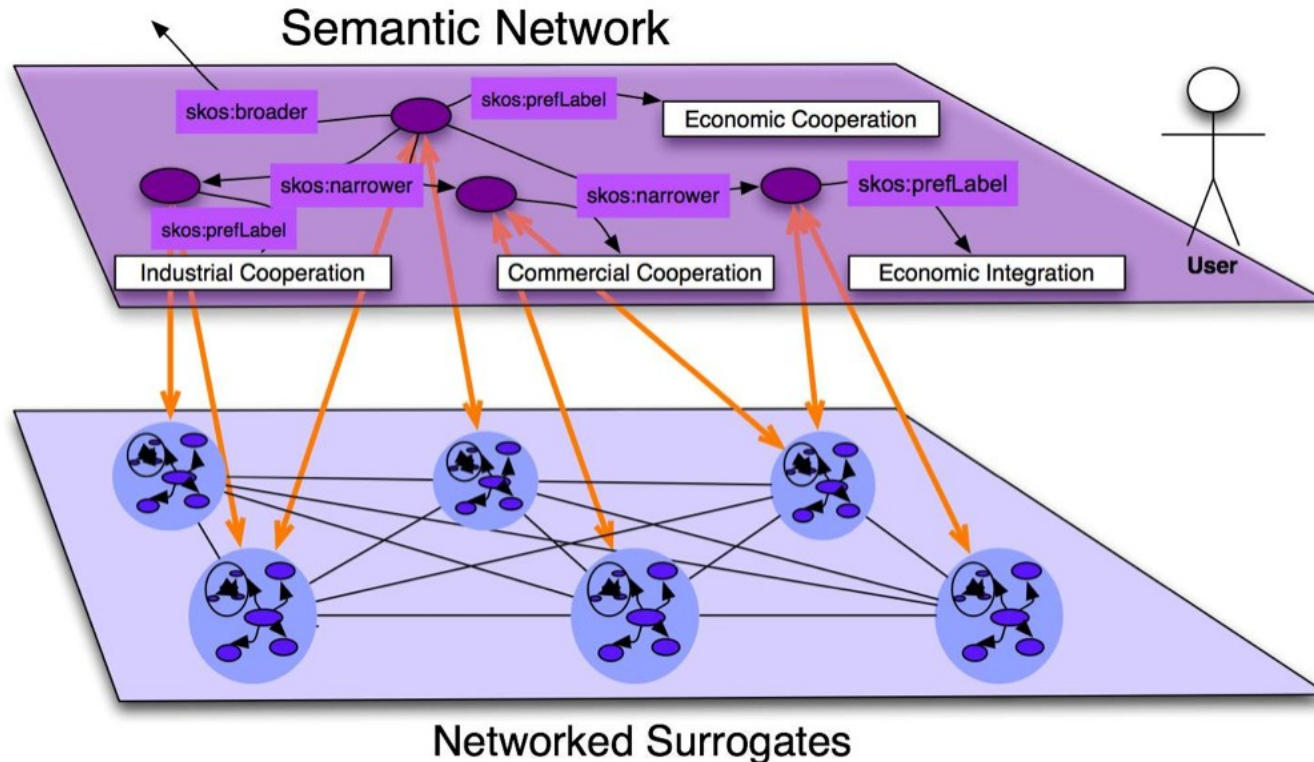 Semantic Network
skos:broader
skos:prefLabel
Economic Cooperation
skos:narrower
skos:narrower
skos:prefLabel
skos:prefLabel
Industrial Cooperation
Commercial Cooperation
Economic Integration
User
Networked Surrogates